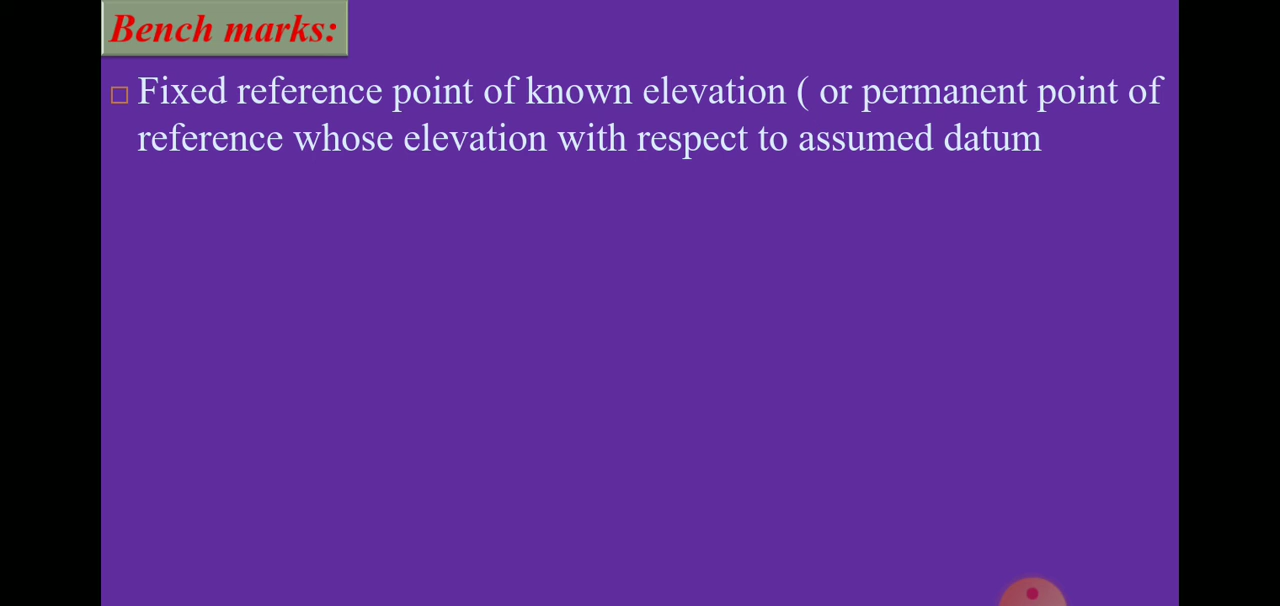 Bench marks:
Fixed reference point of known elevation ( or permanent point of
reference whose elevation with respect to assumed datum